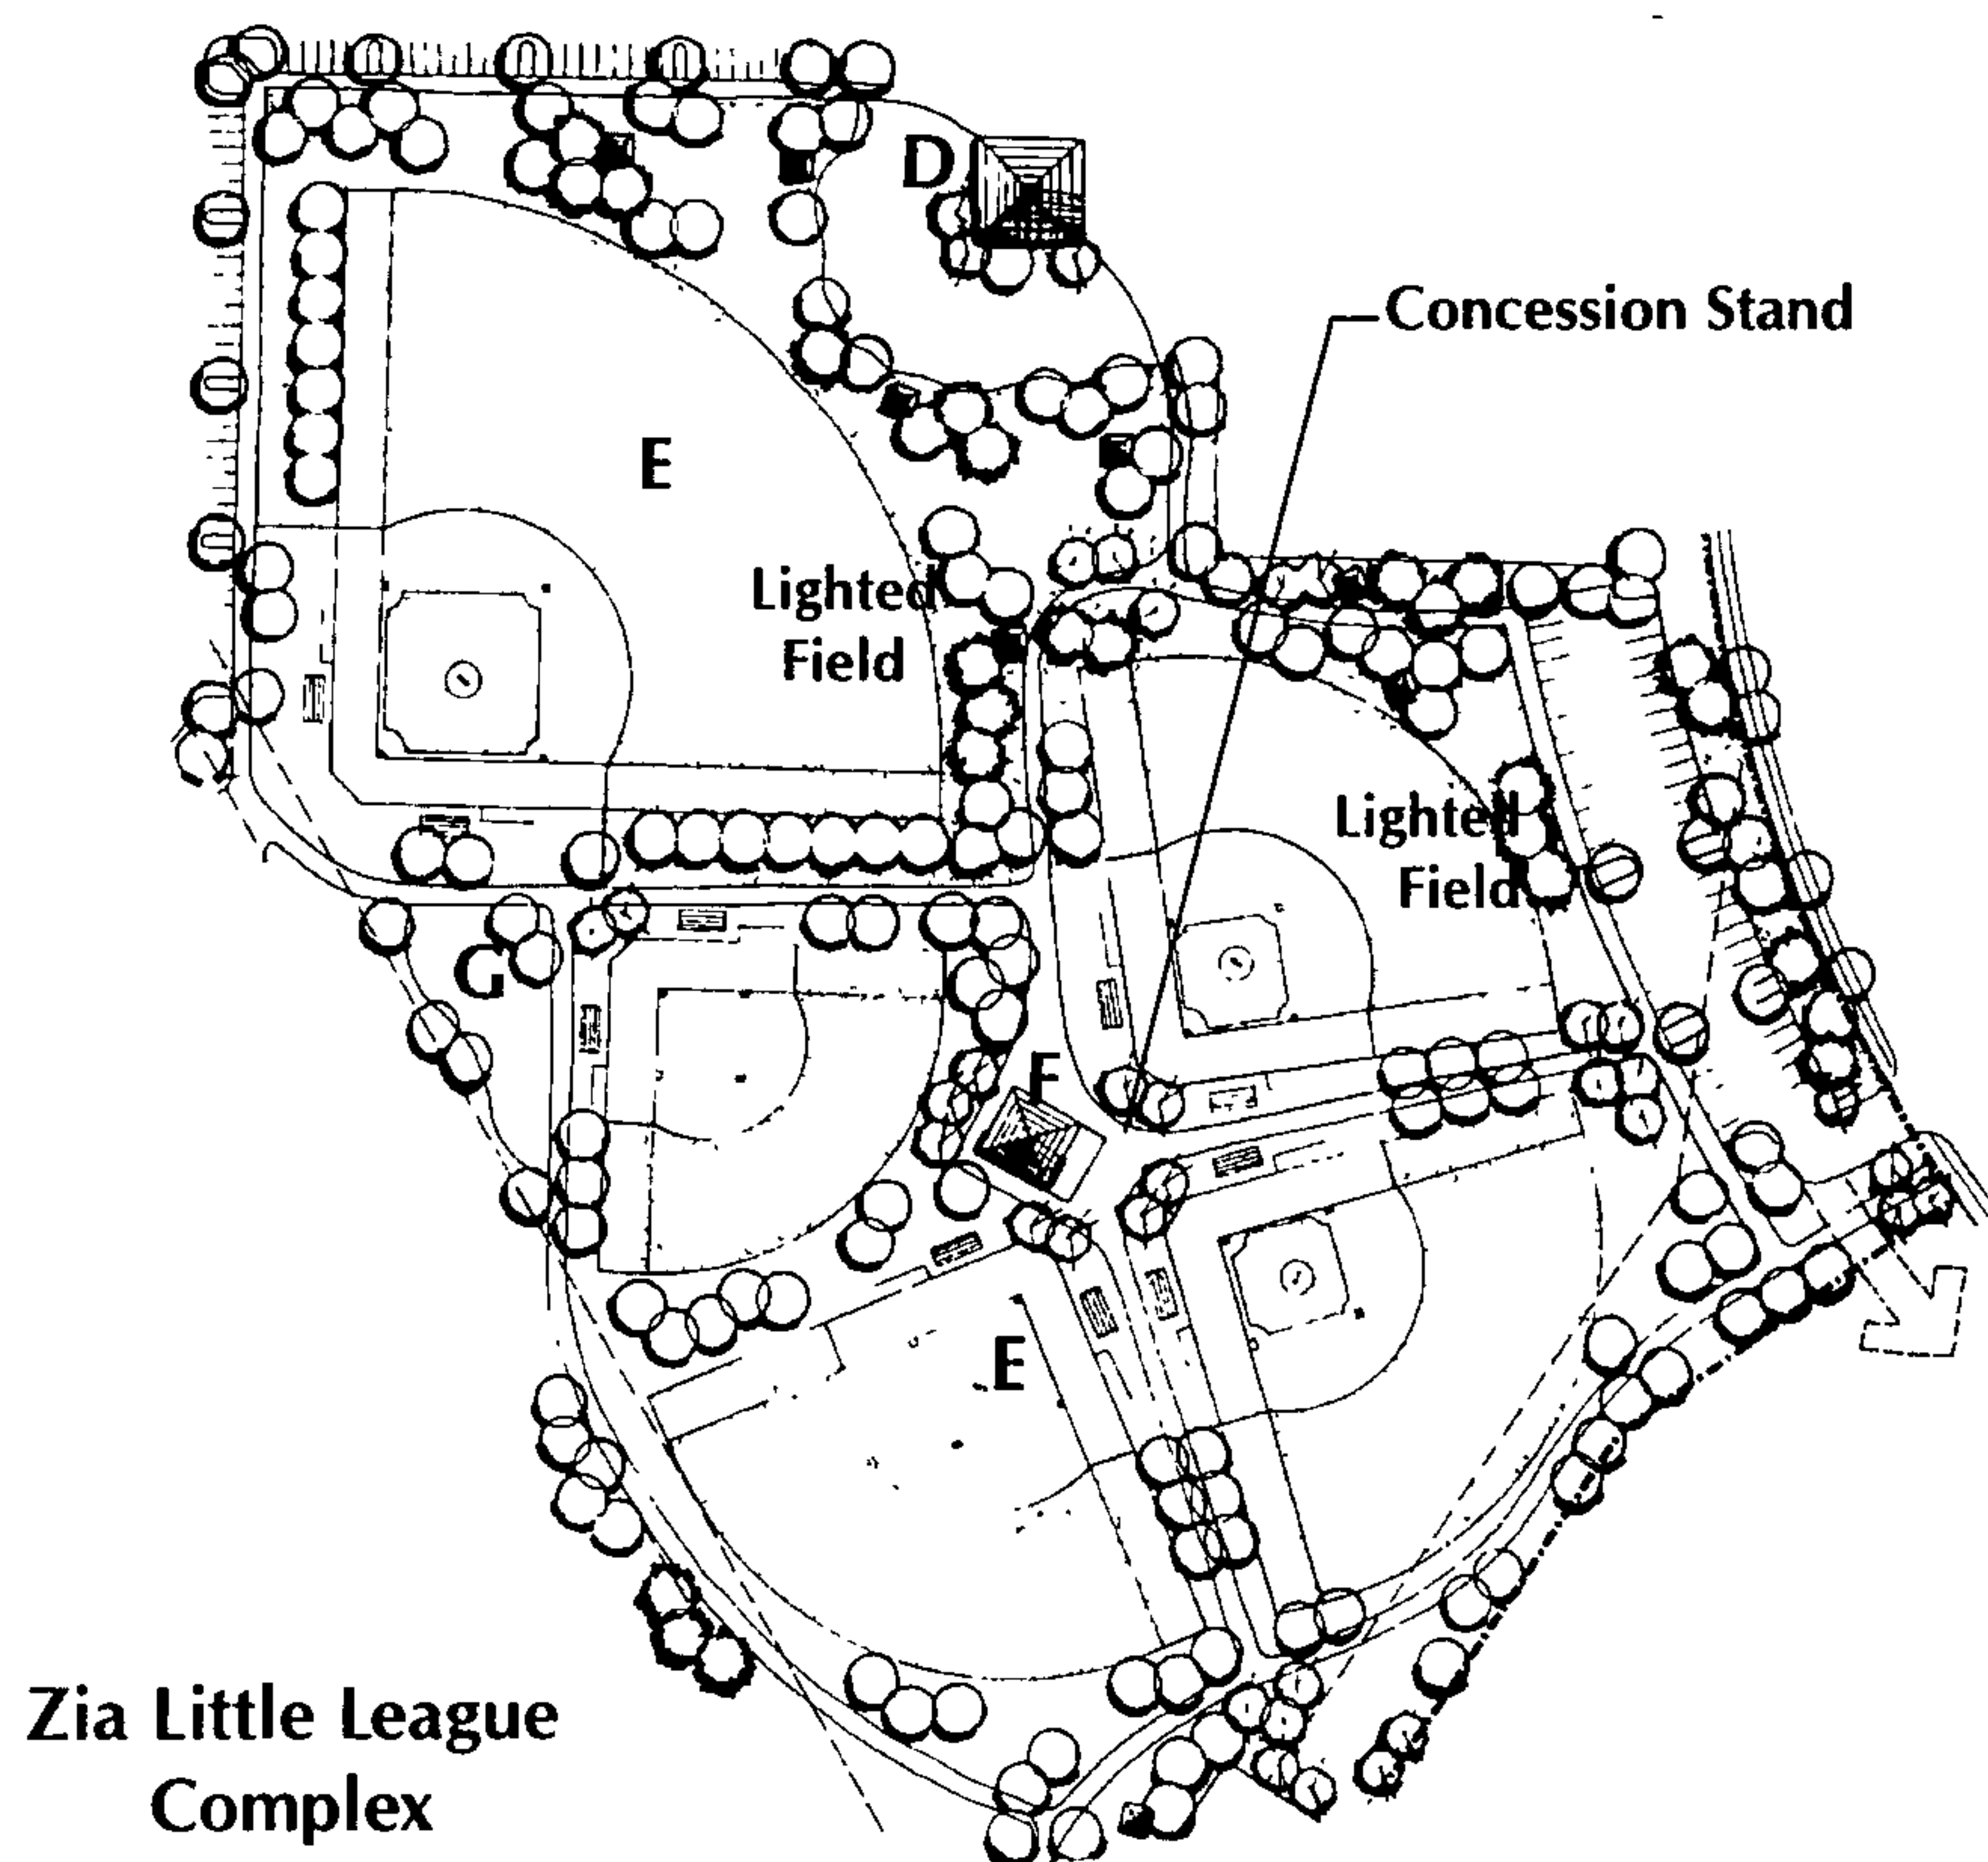 D
Concession Stand
E
Lighted
Field
Lighted
Field
G
F
E
Zia Little League
Complex